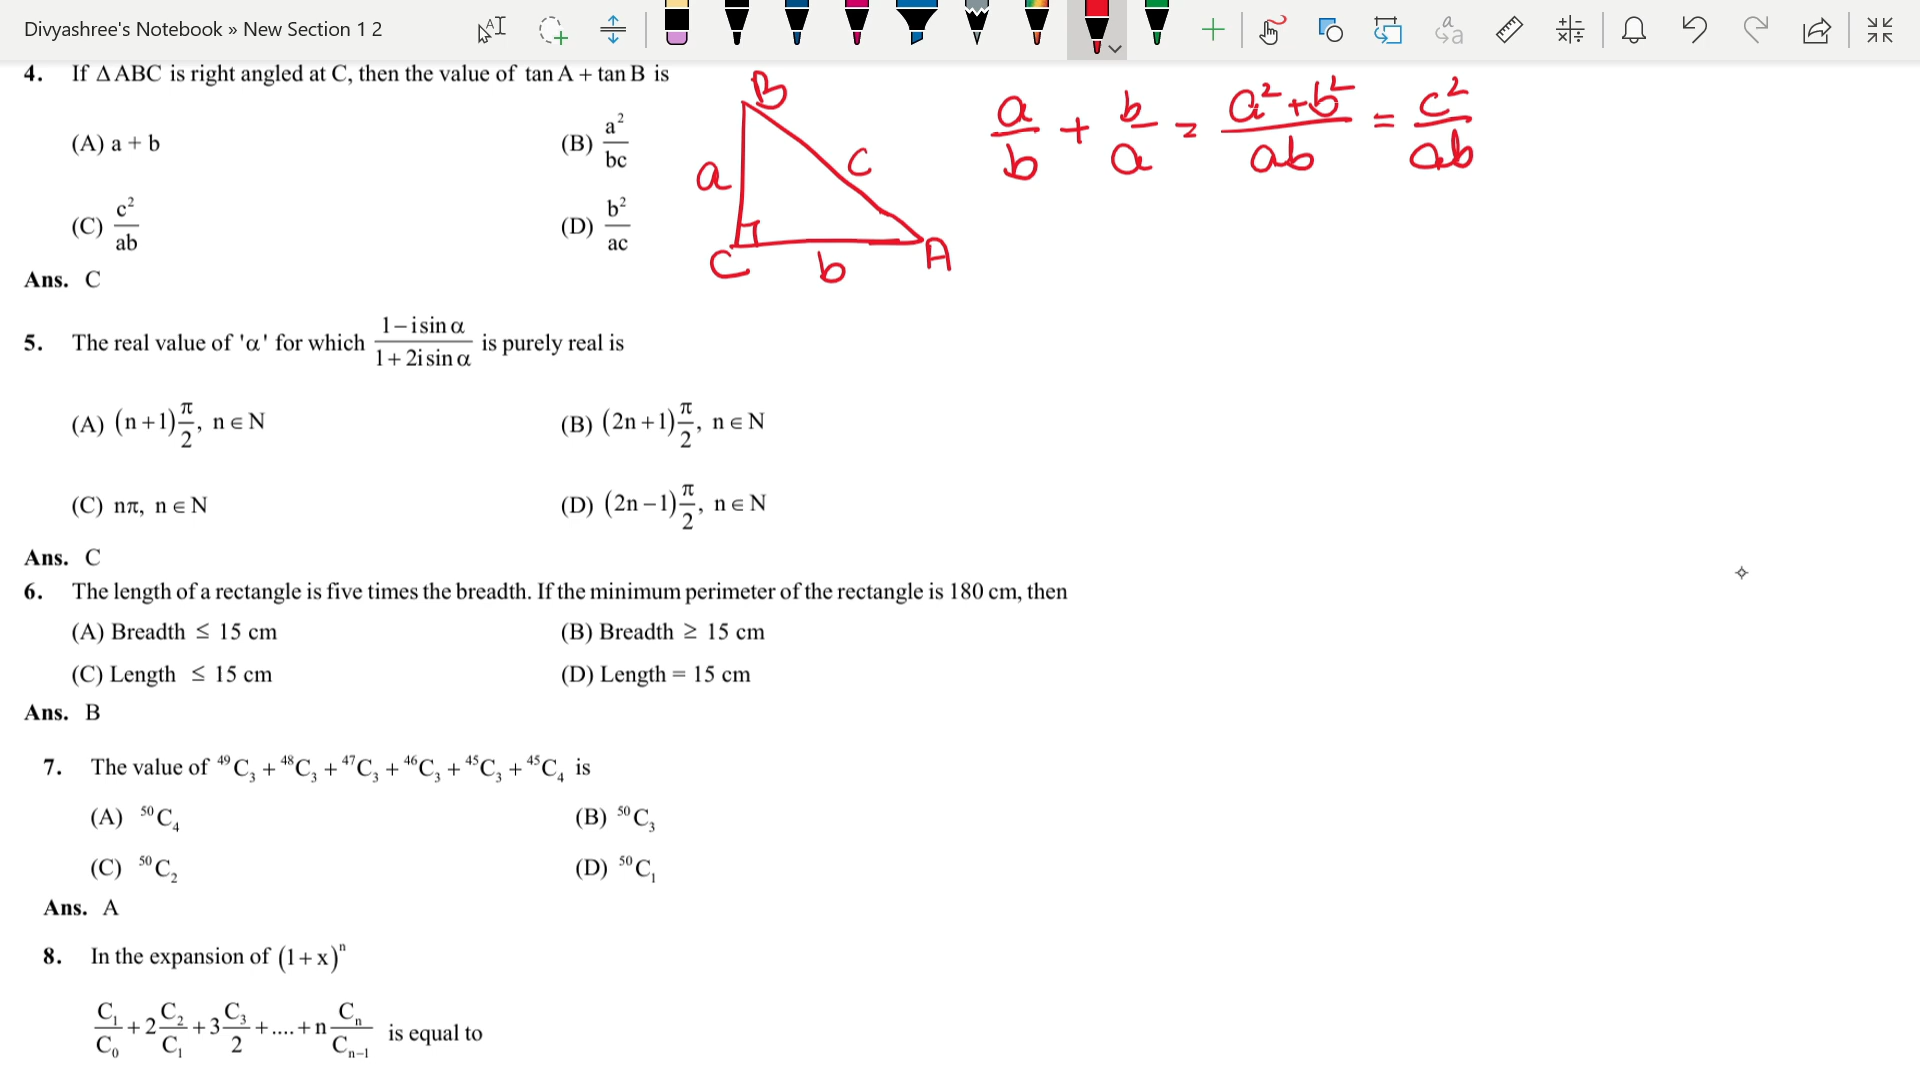 Divyashree's Notebook » New Section 1 2
4. If ΔABC is right angled at C, then the value of tan A + tan B is
(A) a + b (B) a²/bc
(C) c²/ab (D) b²/ac
Ans. C
B
a
c
C
b
A
a/b + b/a = a²+b²/ab = c²/ab
5. The real value of 'α' for which 1−i sin α/1+2i sin α is purely real is
(A) (n+1)π/2, n∈N (B) (2n+1)π/2, n∈N
(C) nπ, n∈N (D) (2n−1)π/2, n∈N
Ans. C
6. The length of a rectangle is five times the breadth. If the minimum perimeter of the rectangle is 180 cm, then
(A) Breadth ≤ 15 cm (B) Breadth ≥ 15 cm
(C) Length ≤ 15 cm (D) Length = 15 cm
Ans. B
7. The value of ⁴⁹C₃ + ⁴⁸C₃ + ⁴⁷C₃ + ⁴⁶C₃ + ⁴⁵C₃ + ⁴⁵C₄ is
(A) ⁵⁰C₄ (B) ⁵⁰C₃
(C) ⁵⁰C₂ (D) ⁵⁰C₁
Ans. A
8. In the expansion of (1+x)ⁿ
C₁/C₀ + 2 C₂/C₁ + 3 C₃/2 + .... + n Cₙ/Cₙ₋₁ is equal to